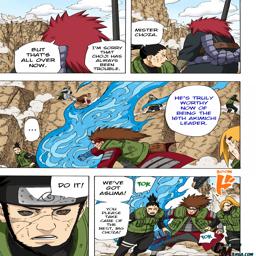 MISTER
CHOZA.
I'M SORRY
THAT
CHOJI HAS
ALWAYS
BEEN
TROUBLE.
BUT
THAT'S
ALL OVER
NOW.
HE'S TRULY
WORTHY
NOW OF
BEING THE
16TH AKIMICHI
LEADER.
...
WE'VE
GOT
ASUMA!
YOU
PLEASE
TAKE CARE
OF THE
REST, BIG
CHOZA!
TOK
TOK
DO IT!